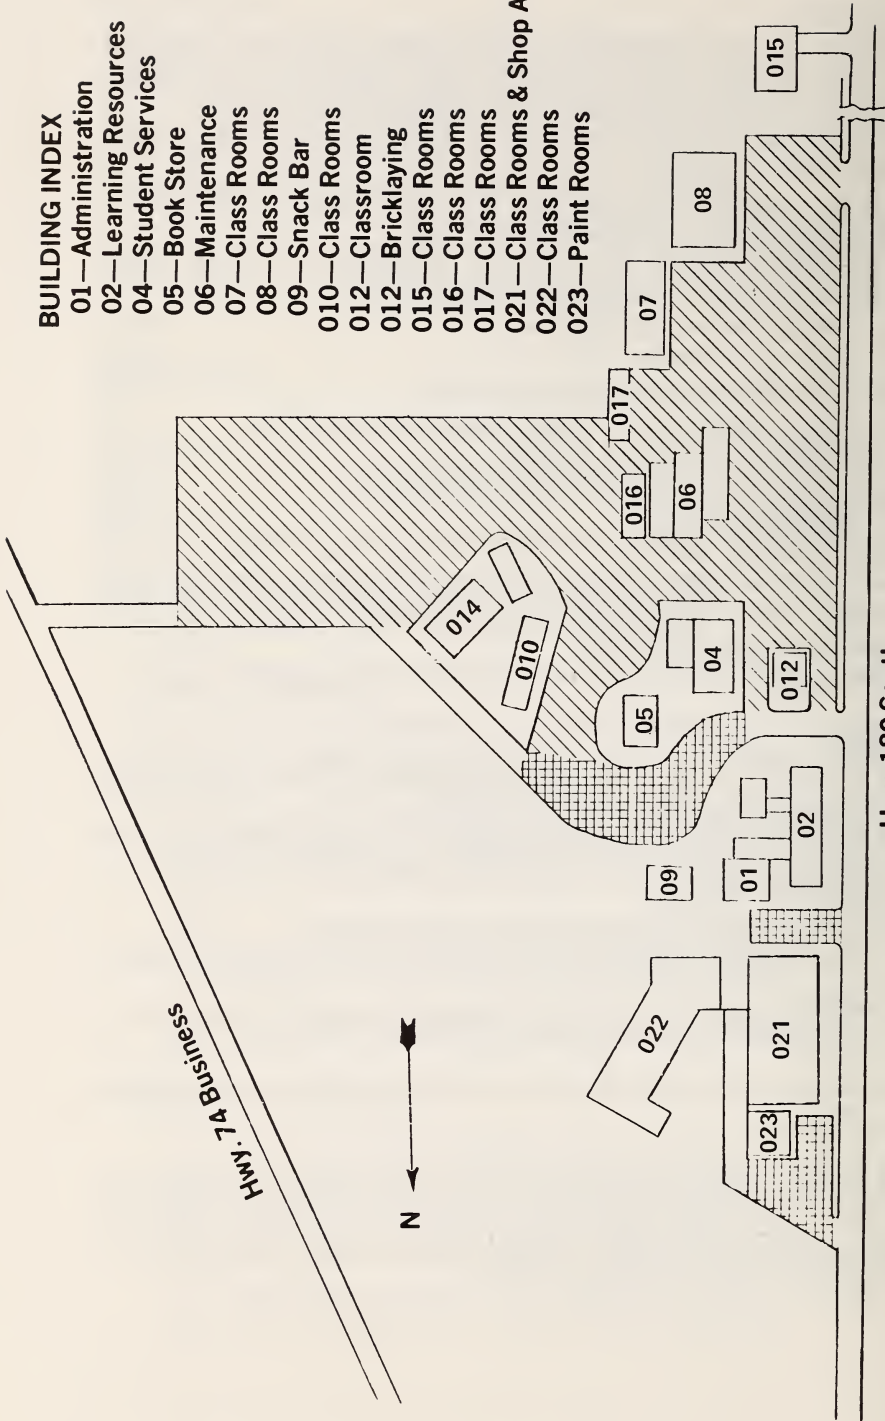 BUILDING INDEX
01—Administration
02—Learning Resources
04—Student Services
05—Book Store
06—Maintenance
07—Class Rooms
08—Class Rooms
09—Snack Bar
010—Class Rooms
012—Classroom
012—Bricklaying
015—Class Rooms
016—Class Rooms
017—Class Rooms
021—Class Rooms & Shop
022—Class Rooms
023—Paint Rooms
015
08
07
017
016
06
014
010
04
05
012
02
01
09
022
021
023
Hwy. 74 Business
N